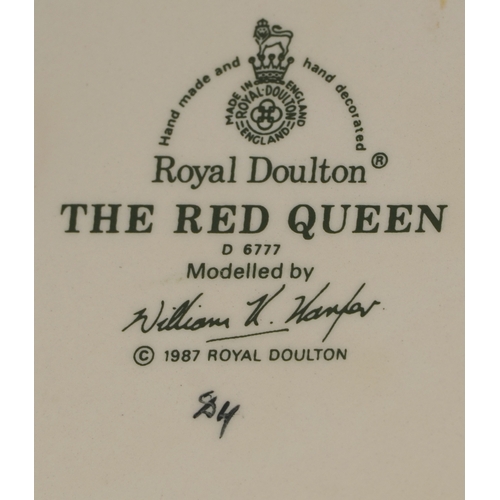 Hand made and hand decorated
MADE IN ENGLAND
ROYAL·DOULTON
ENGLAND
Royal Doulton®
THE RED QUEEN
D 6777
Modelled by
William K. Harper
© 1987 ROYAL DOULTON